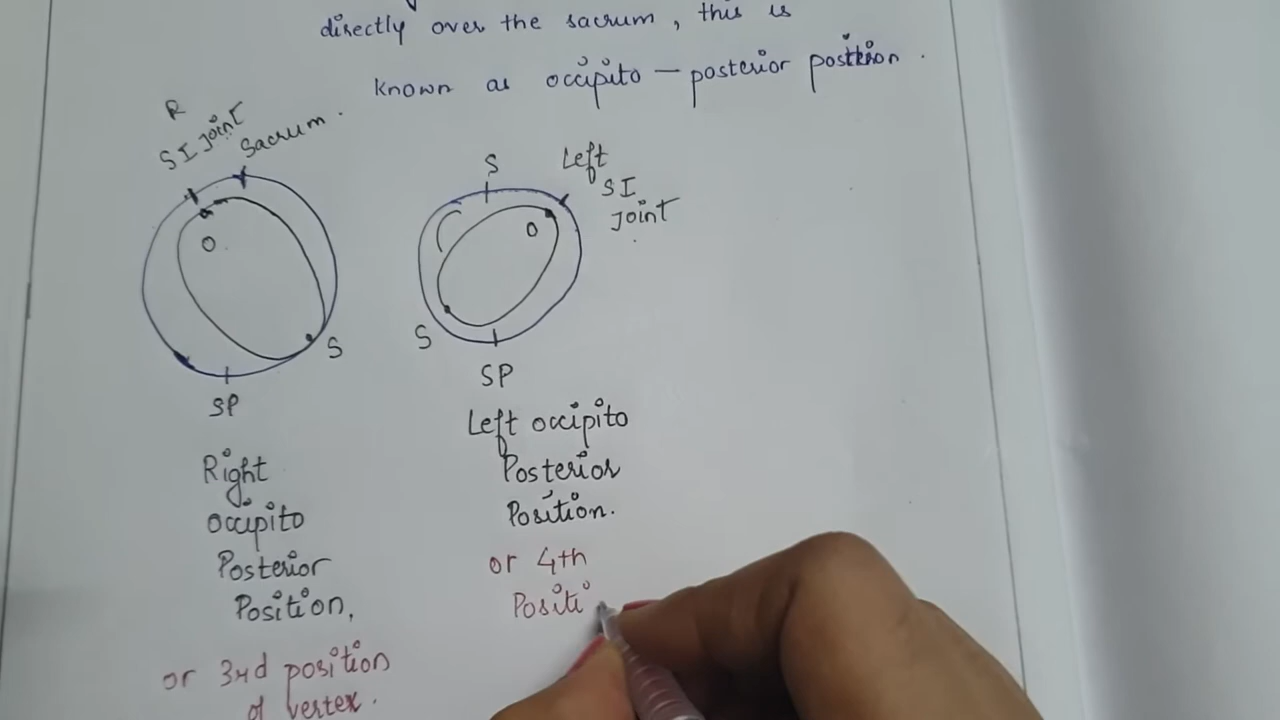 directly over the sacrum, this is
known as occipito - posterior position.
R
SI joint
Sacrum.
O
S
SP
Right
occipito
Posterior
Position,
or 3rd position
of vertex.
S
Left
SI
joint
O
S
SP
Left occipito
Posterior
Position.
or 4th
Positi